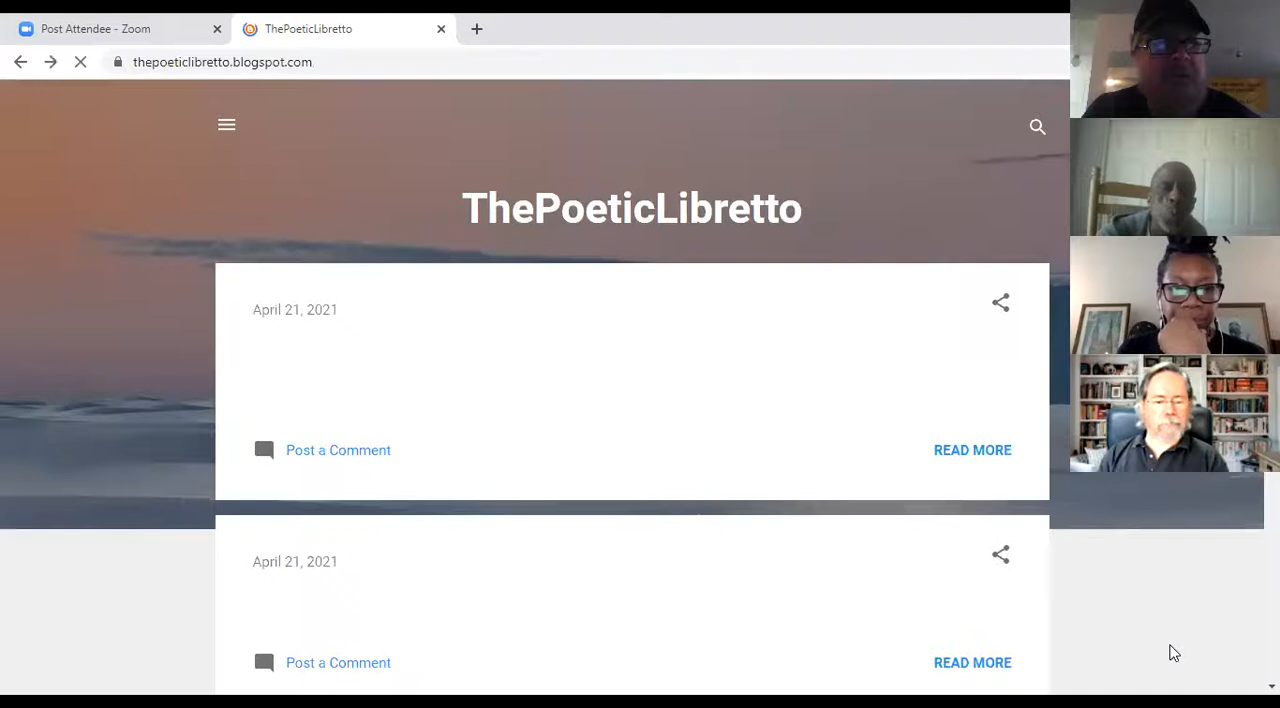 Post Attendee - Zoom
ThePoeticLibretto
thepoeticlibretto.blogspot.com
ThePoeticLibretto
April 21, 2021
Post a Comment
READ MORE
April 21, 2021
Post a Comment
READ MORE